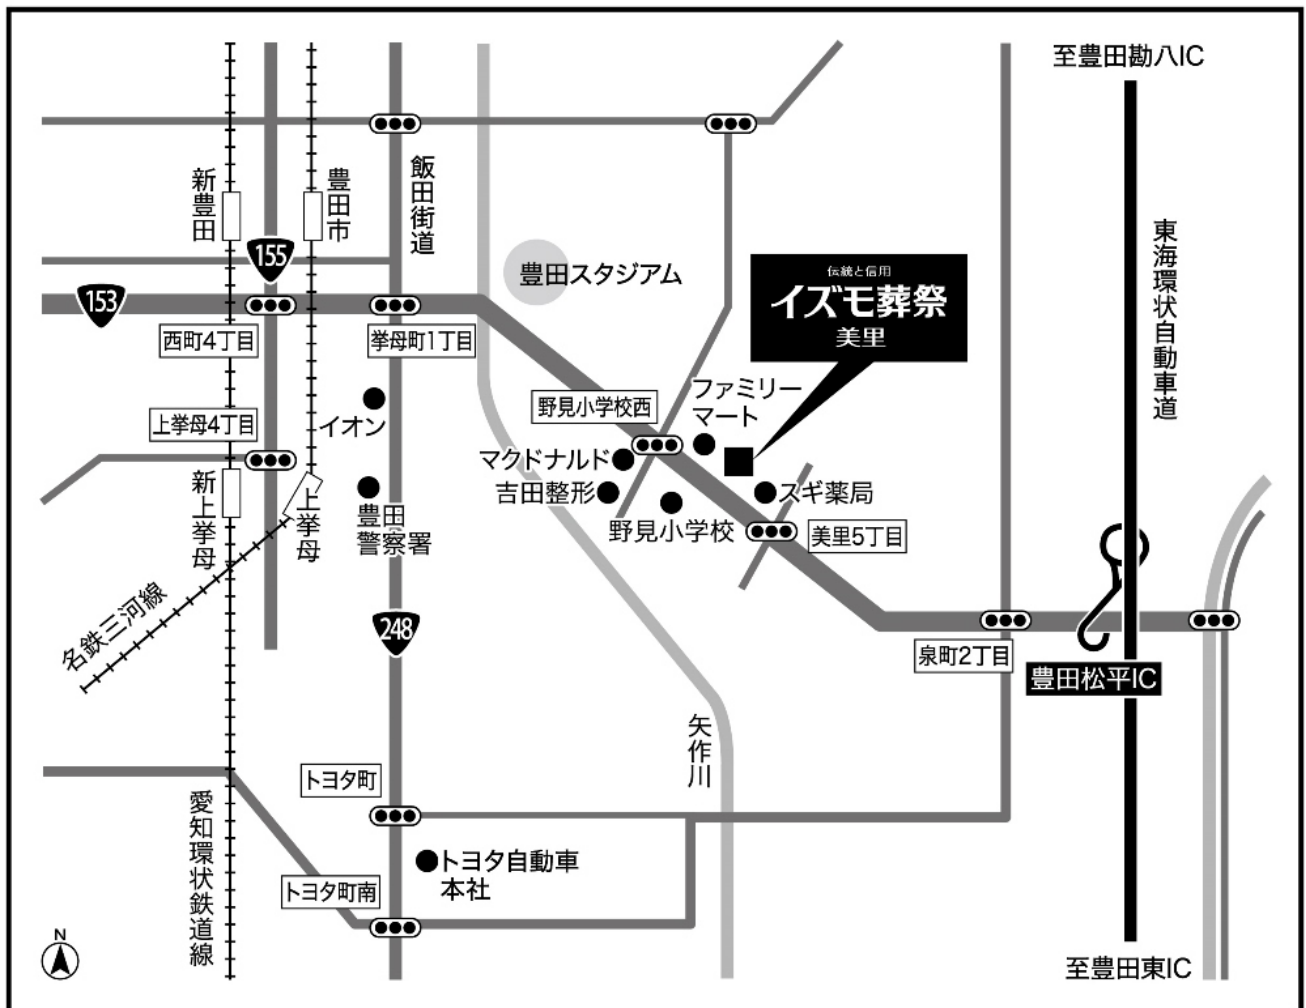 至豊田勘八IC
飯田街道
新豊田
豊田市
東海環状自動車道
155
豊田スタジアム
伝統と信用
イズモ葬祭
美里
153
西町4丁目
挙母町1丁目
ファミリー
マート
野見小学校西
上挙母4丁目
イオン
マクドナルド
吉田整形
スギ薬局
新上挙母
上挙母
豊田
警察署
野見小学校
美里5丁目
名鉄三河線
248
泉町2丁目
豊田松平IC
矢作川
トヨタ町
愛知環状鉄道線
トヨタ自動車
本社
トヨタ町南
N
至豊田東IC